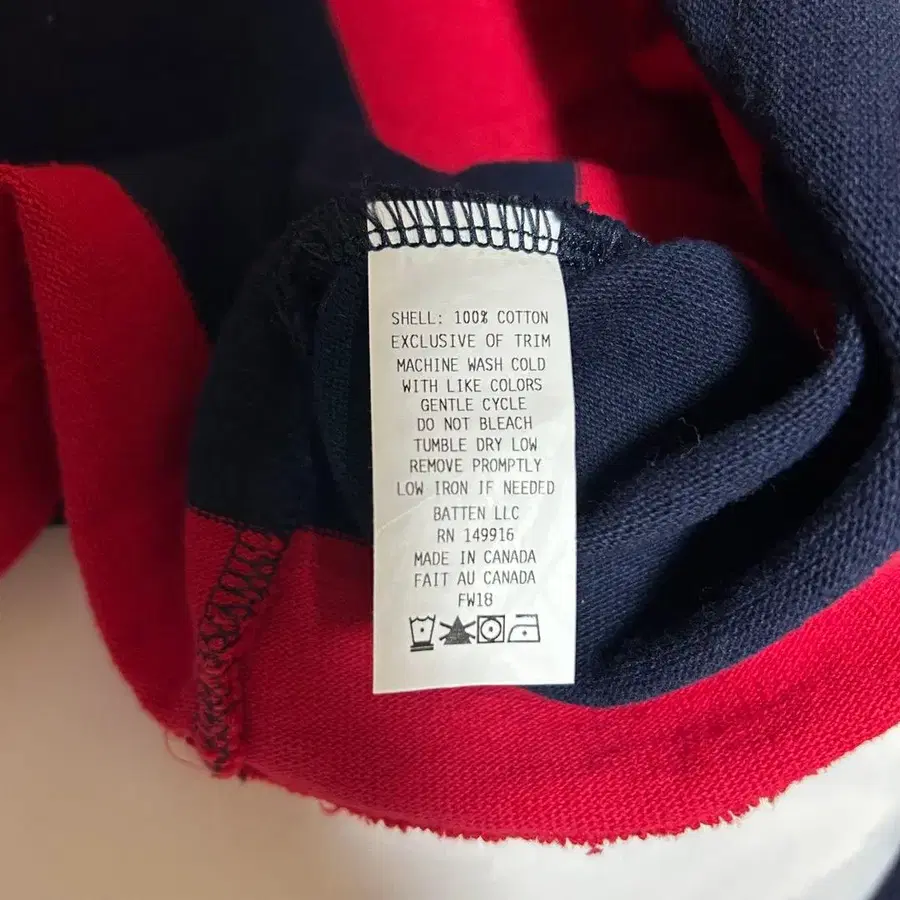 SHELL: 100% COTTON
EXCLUSIVE OF TRIM
MACHINE WASH COLD
WITH LIKE COLORS
GENTLE CYCLE
DO NOT BLEACH
TUMBLE DRY LOW
REMOVE PROMPTLY
LOW IRON IF NEEDED
BATTEN LLC
RN 149916
MADE IN CANADA
FAIT AU CANADA
FW18